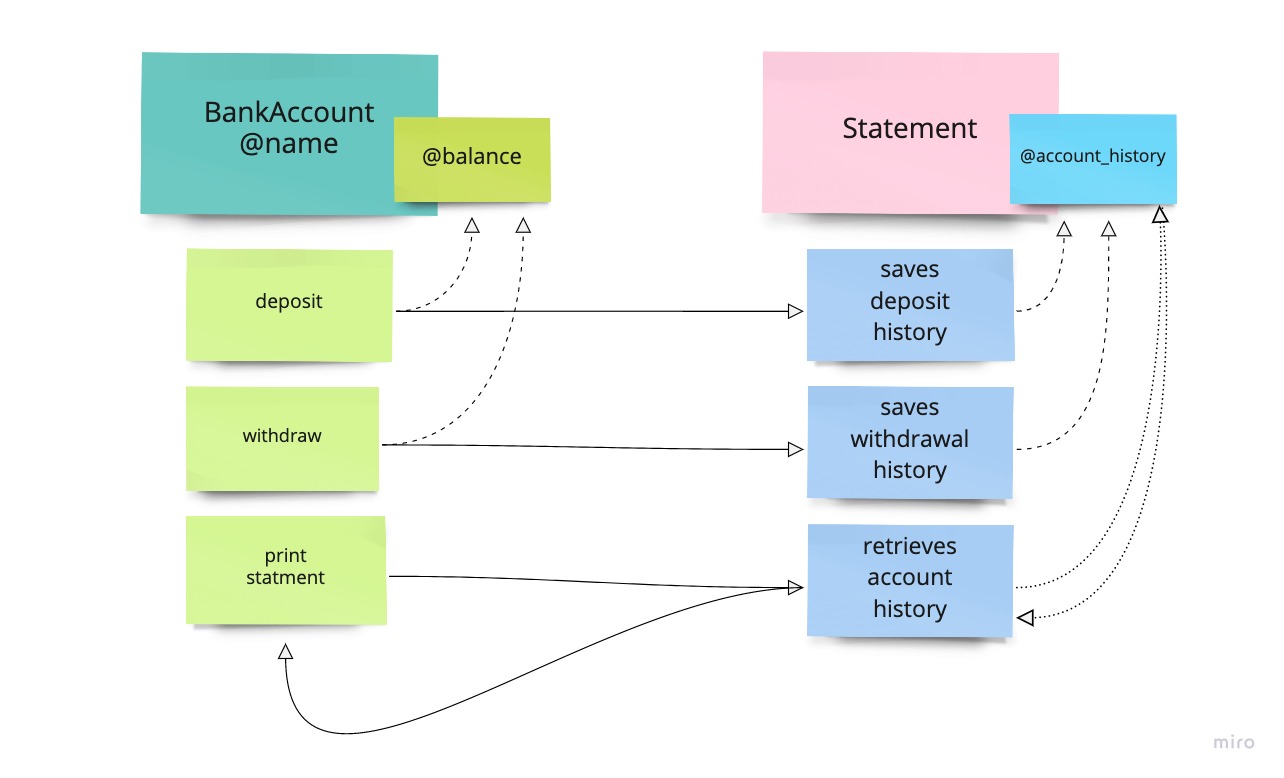 BankAccount
@name
@balance
Statement
@account_history
deposit
saves
deposit
history
withdraw
saves
withdrawal
history
print
statment
retrieves
account
history
miro